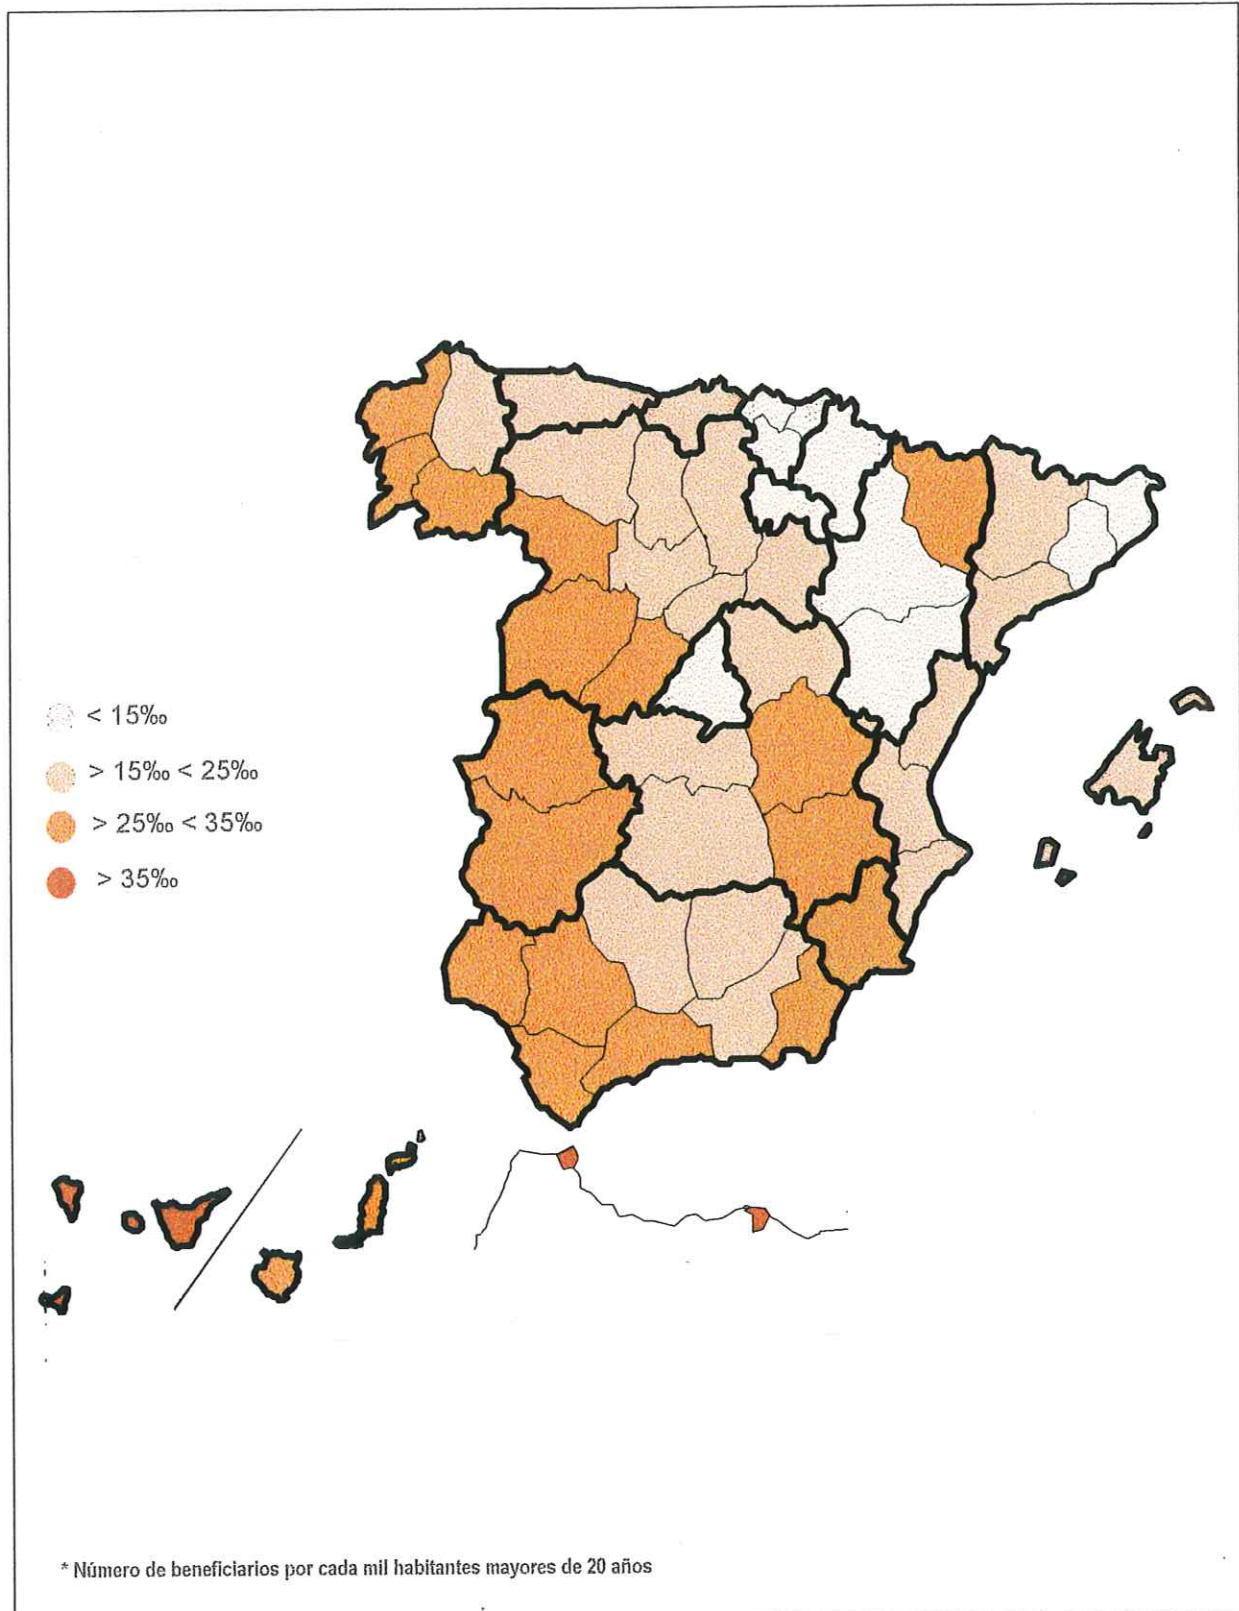 < 15‰
> 15‰ < 25‰
> 25‰ < 35‰
> 35‰
* Número de beneficiarios por cada mil habitantes mayores de 20 años